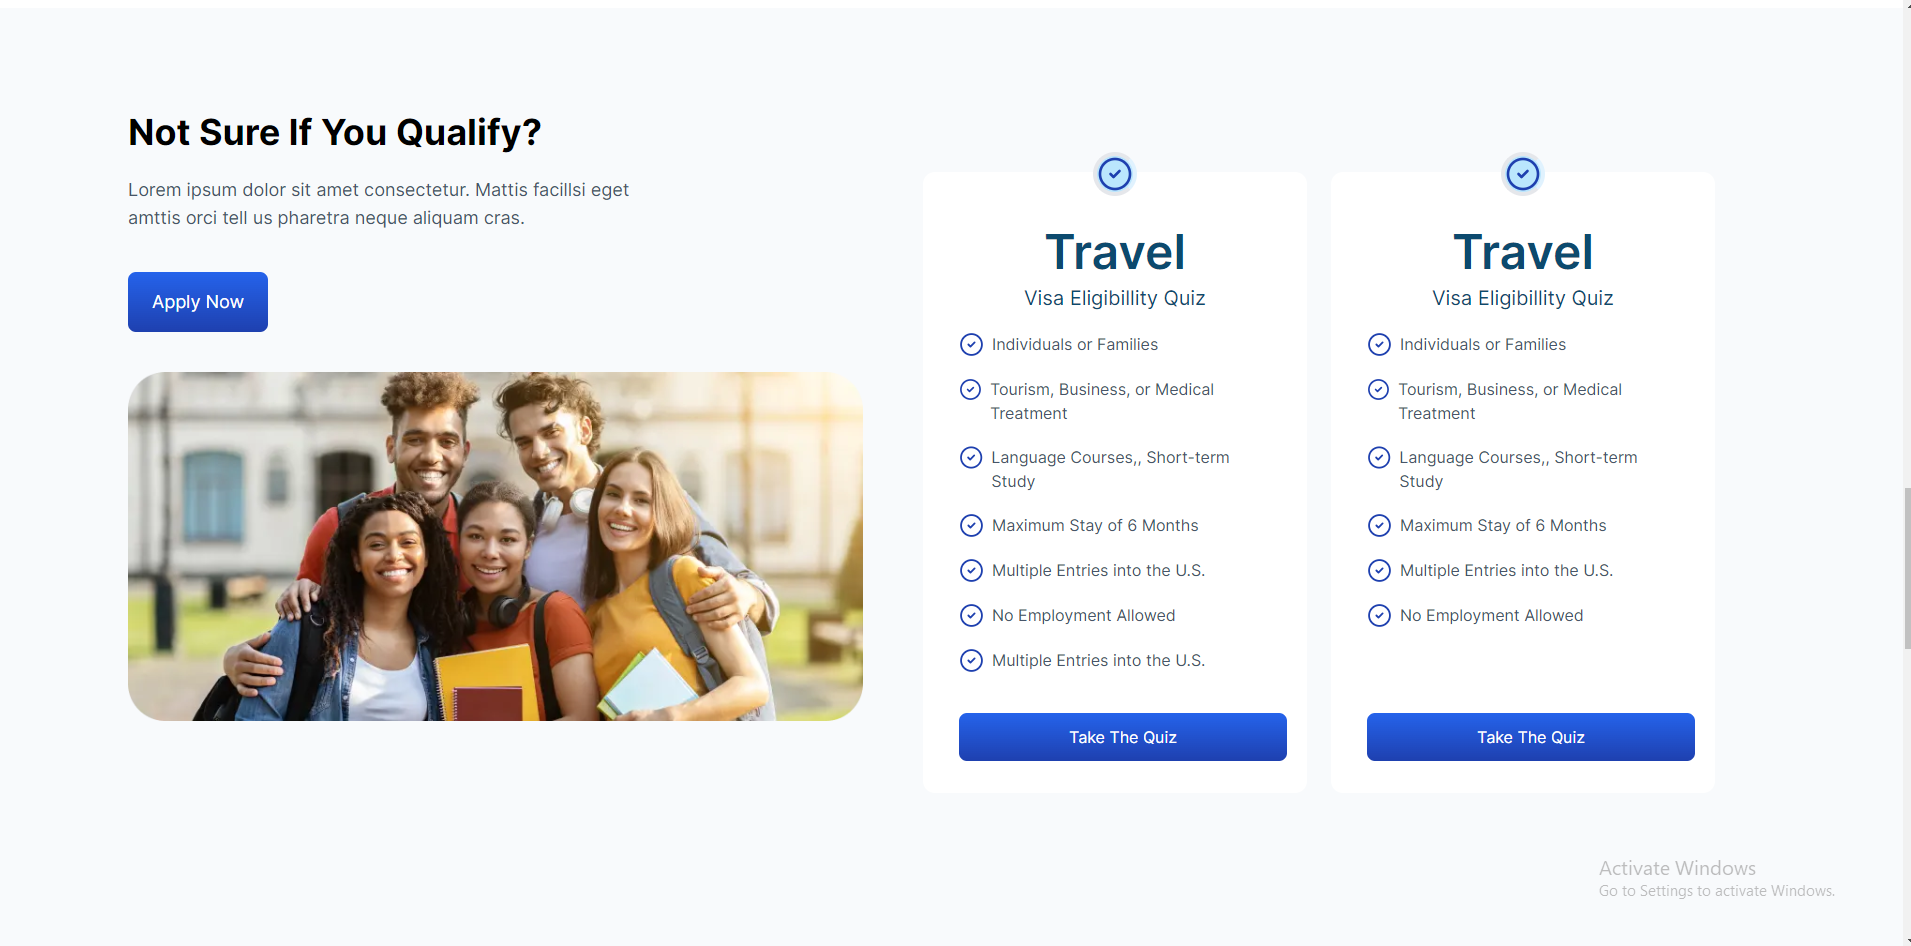 Not Sure If You Qualify?
Lorem ipsum dolor sit amet consectetur. Mattis facillsi eget
amttis orci tell us pharetra neque aliquam cras.
Apply Now
Travel
Visa Eligibillity Quiz
Individuals or Families
Tourism, Business, or Medical
Treatment
Language Courses,, Short-term
Study
Maximum Stay of 6 Months
Multiple Entries into the U.S.
No Employment Allowed
Multiple Entries into the U.S.
Take The Quiz
Travel
Visa Eligibillity Quiz
Individuals or Families
Tourism, Business, or Medical
Treatment
Language Courses,, Short-term
Study
Maximum Stay of 6 Months
Multiple Entries into the U.S.
No Employment Allowed
Take The Quiz
Activate Windows
Go to Settings to activate Windows.